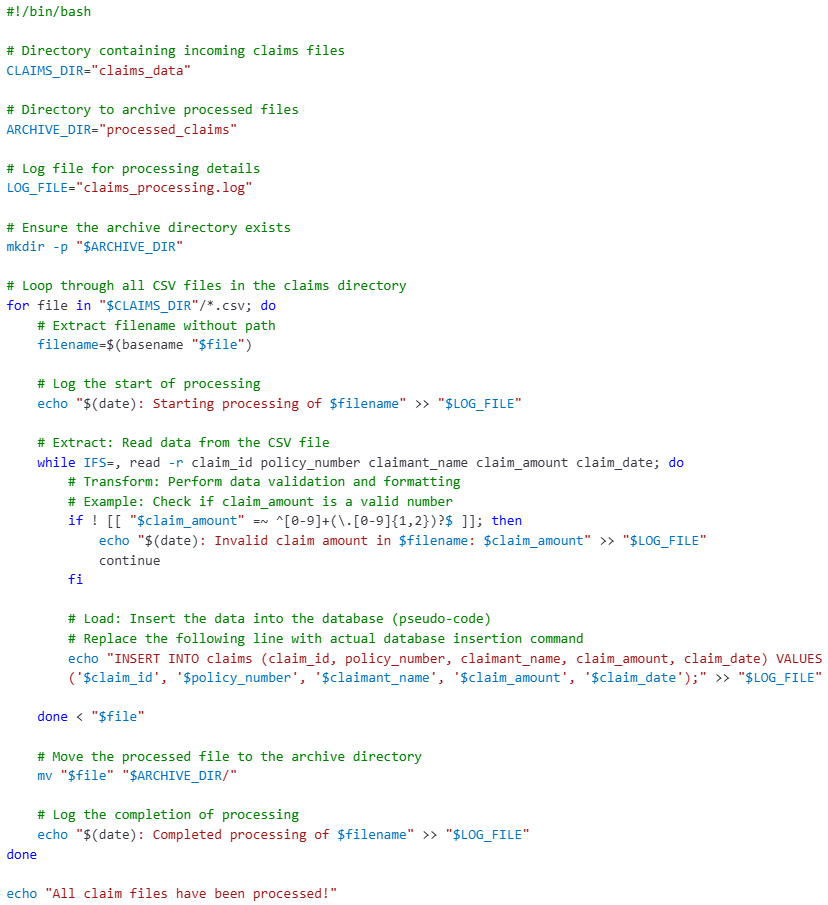 #!/bin/bash
# Directory containing incoming claims files
CLAIMS_DIR="claims_data"
# Directory to archive processed files
ARCHIVE_DIR="processed_claims"
# Log file for processing details
LOG_FILE="claims_processing.log"
# Ensure the archive directory exists
mkdir -p "$ARCHIVE_DIR"
# Loop through all CSV files in the claims directory
for file in "$CLAIMS_DIR"/*.csv; do
    # Extract filename without path
    filename=$(basename "$file")
    # Log the start of processing
    echo "$(date): Starting processing of $filename" >> "$LOG_FILE"
    # Extract: Read data from the CSV file
    while IFS=, read -r claim_id policy_number claimant_name claim_amount claim_date; do
        # Transform: Perform data validation and formatting
        # Example: Check if claim_amount is a valid number
        if ! [[ "$claim_amount" =~ ^[0-9]+(\.[0-9]{1,2})?$ ]]; then
            echo "$(date): Invalid claim amount in $filename: $claim_amount" >> "$LOG_FILE"
            continue
        fi
        # Load: Insert the data into the database (pseudo-code)
        # Replace the following line with actual database insertion command
        echo "INSERT INTO claims (claim_id, policy_number, claimant_name, claim_amount, claim_date) VALUES
        ('$claim_id', '$policy_number', '$claimant_name', '$claim_amount', '$claim_date');" >> "$LOG_FILE"
    done < "$file"
    # Move the processed file to the archive directory
    mv "$file" "$ARCHIVE_DIR/"
    # Log the completion of processing
    echo "$(date): Completed processing of $filename" >> "$LOG_FILE"
done
echo "All claim files have been processed!"